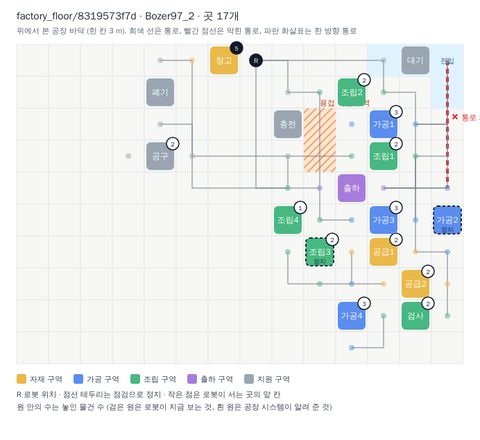 factory_floor/8319573f7d · Bozer97_2 · 곳 17개
위에서 본 공장 바닥 (한 칸 3 m). 회색 선은 통로, 빨간 점선은 막힌 통로, 파란 화살표는 한 방향 통로
창고 5
R
대기
폐기
조립2 2
충전
가공1 3
통로
공구 2
조립1 2
출하
조립4 1
가공3 3
가공2
정지
조립3 2
정지
공급1 2
공급2 2
가공4 3
검사 2
자재 구역
가공 구역
조립 구역
출하 구역
지원 구역
R 로봇 위치 · 점선 테두리는 점검으로 정지 · 작은 점은 로봇이 서는 곳의 앞 칸
원 안의 수는 놓인 물건 수 (검은 원은 로봇이 지금 보는 것, 흰 원은 공장 시스템이 알려 준 것)